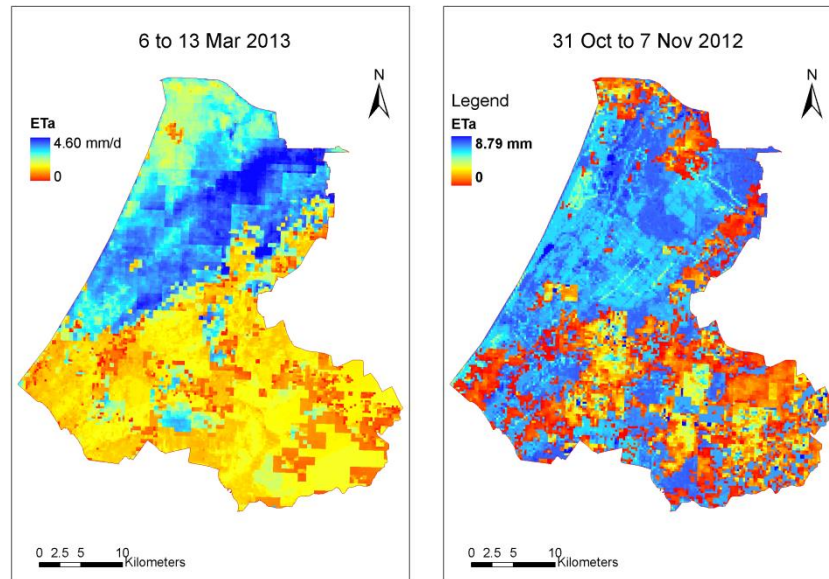 6 to 13 Mar 2013
N
ETa
4.60 mm/d
0
0 2.5 5 10
Kilometers
31 Oct to 7 Nov 2012
N
Legend
ETa
8.79 mm
0
0 2.5 5 10
Kilometers